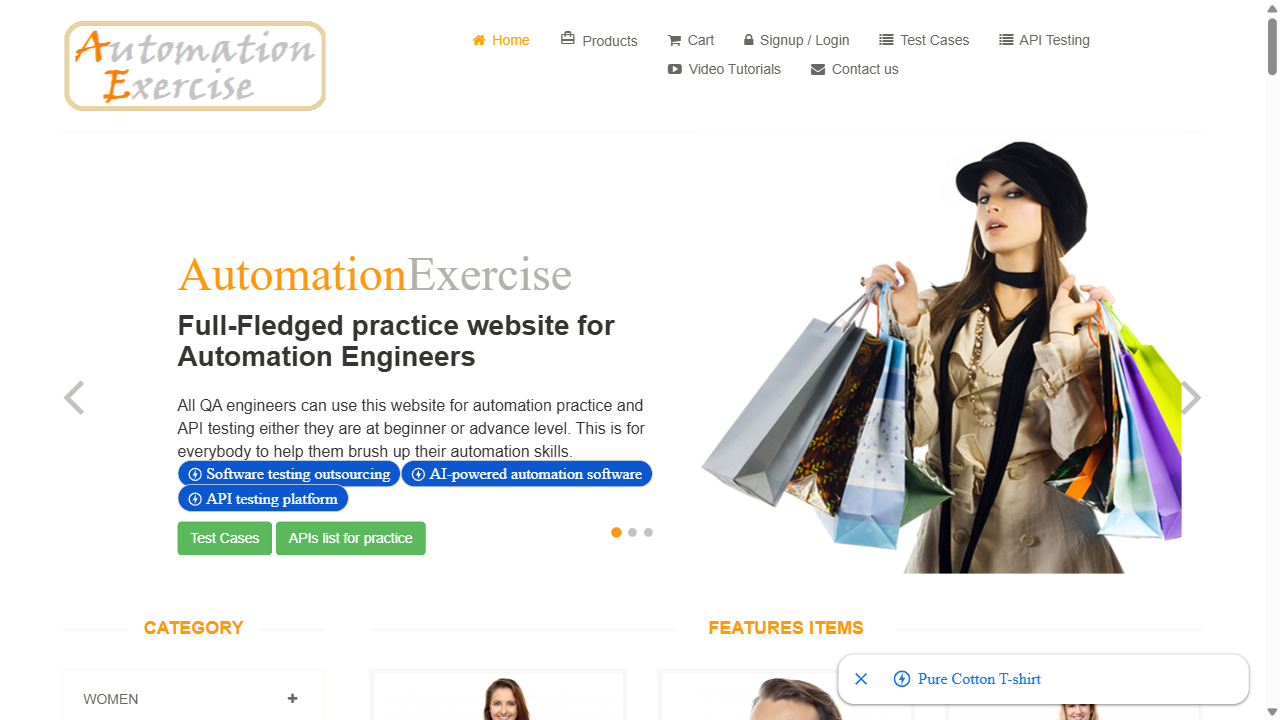 Automation
Exercise
Home Products Cart Signup / Login Test Cases API Testing
Video Tutorials Contact us
AutomationExercise
Full-Fledged practice website for
Automation Engineers
All QA engineers can use this website for automation practice and
API testing either they are at beginner or advance level. This is for
everybody to help them brush up their automation skills.
Software testing outsourcing AI-powered automation software
API testing platform
Test Cases APIs list for practice
CATEGORY
FEATURES ITEMS
WOMEN
Pure Cotton T-shirt